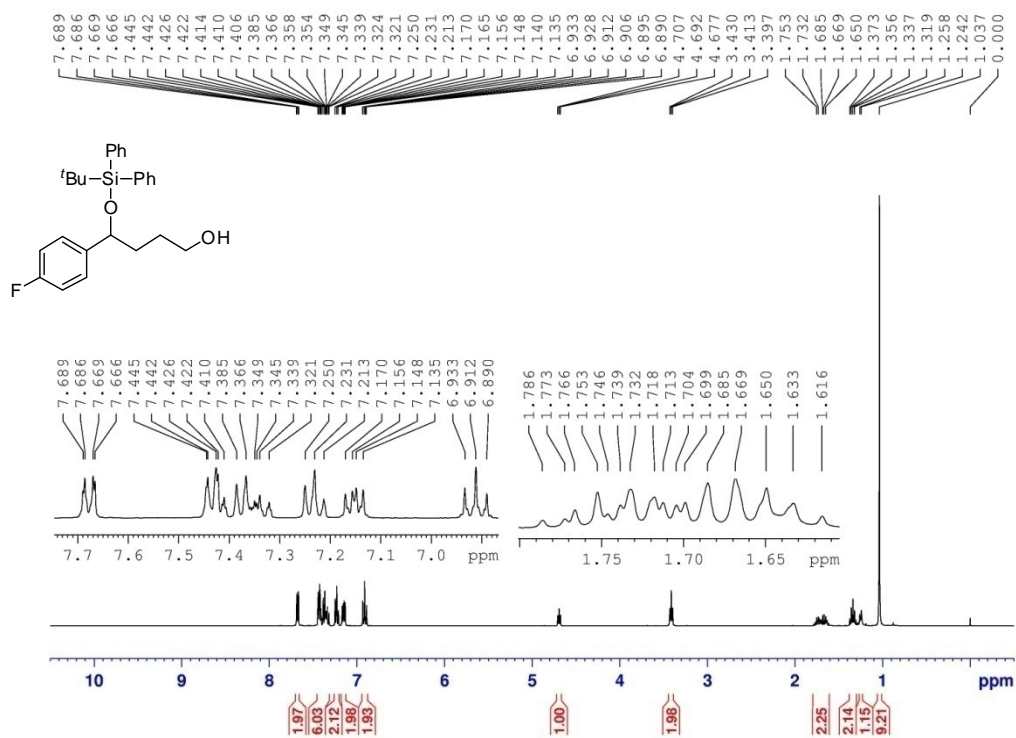 7.689 7.686 7.669 7.666 7.445 7.442 7.426 7.422 7.414 7.410 7.406 7.385 7.366 7.358 7.354 7.349 7.345 7.339 7.324 7.321 7.250 7.231 7.213 7.170 7.165 7.156 7.148 7.140 7.135 6.933 6.928 6.912 6.906 6.895 6.890 4.707 4.692 4.677 3.430 3.413 3.397 1.753 1.732 1.685 1.669 1.650 1.373 1.356 1.337 1.319 1.258 1.242 1.037 0.000
Ph
tBu Si Ph
O
OH
F
7.689 7.686 7.669 7.666 7.445 7.442 7.426 7.422 7.410 7.385 7.366 7.349 7.345 7.339 7.321 7.250 7.231 7.213 7.170 7.156 7.148 7.135 6.933 6.912 6.890
1.786 1.773 1.766 1.753 1.746 1.739 1.732 1.718 1.713 1.704 1.699 1.685 1.669 1.650 1.633 1.616
7.7 7.6 7.5 7.4 7.3 7.2 7.1 7.0 ppm
1.75 1.70 1.65 ppm
10 9 8 7 6 5 4 3 2 1 ppm
1.97 6.03 2.12 1.98 1.93 1.00 1.98 2.25 2.14 1.15 9.21